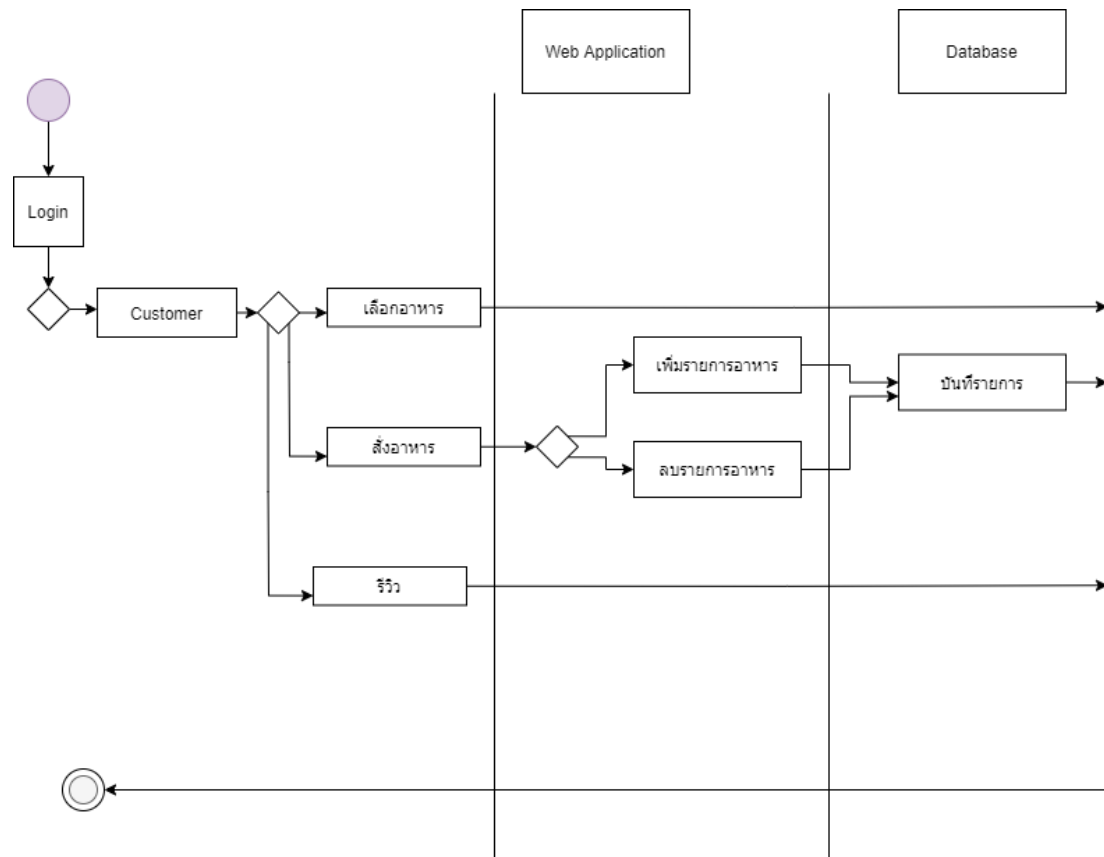 Web Application
Database
Login
Customer
เลือกอาหาร
เพิ่มรายการอาหาร
บันทึรายการ
สั่งอาหาร
ลบรายการอาหาร
รีวิว